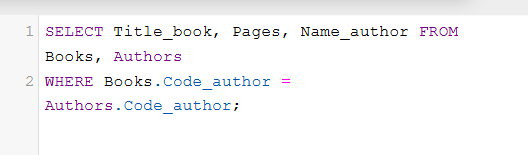 1 SELECT Title_book, Pages, Name_author FROM
Books, Authors
2 WHERE Books.Code_author =
Authors.Code_author;